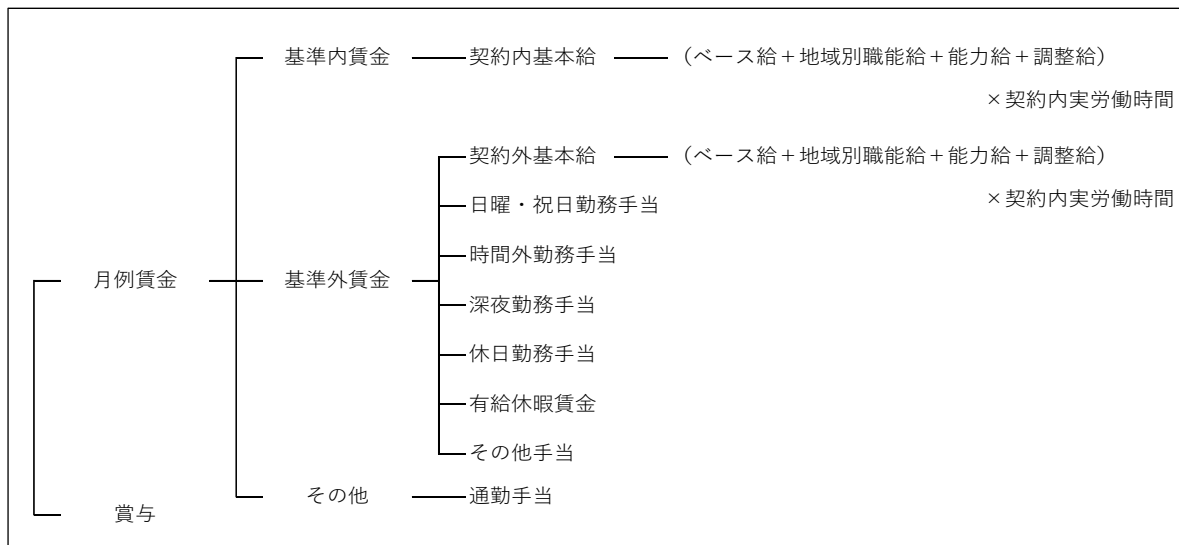 基準内賃金 契約内基本給 (ベース給+地域別職能給+能力給+調整給)
×契約内実労働時間
契約外基本給 (ベース給+地域別職能給+能力給+調整給)
日曜・祝日勤務手当 ×契約内実労働時間
時間外勤務手当
月例賃金 基準外賃金
深夜勤務手当
休日勤務手当
有給休暇賃金
その他手当
その他 通勤手当
賞与